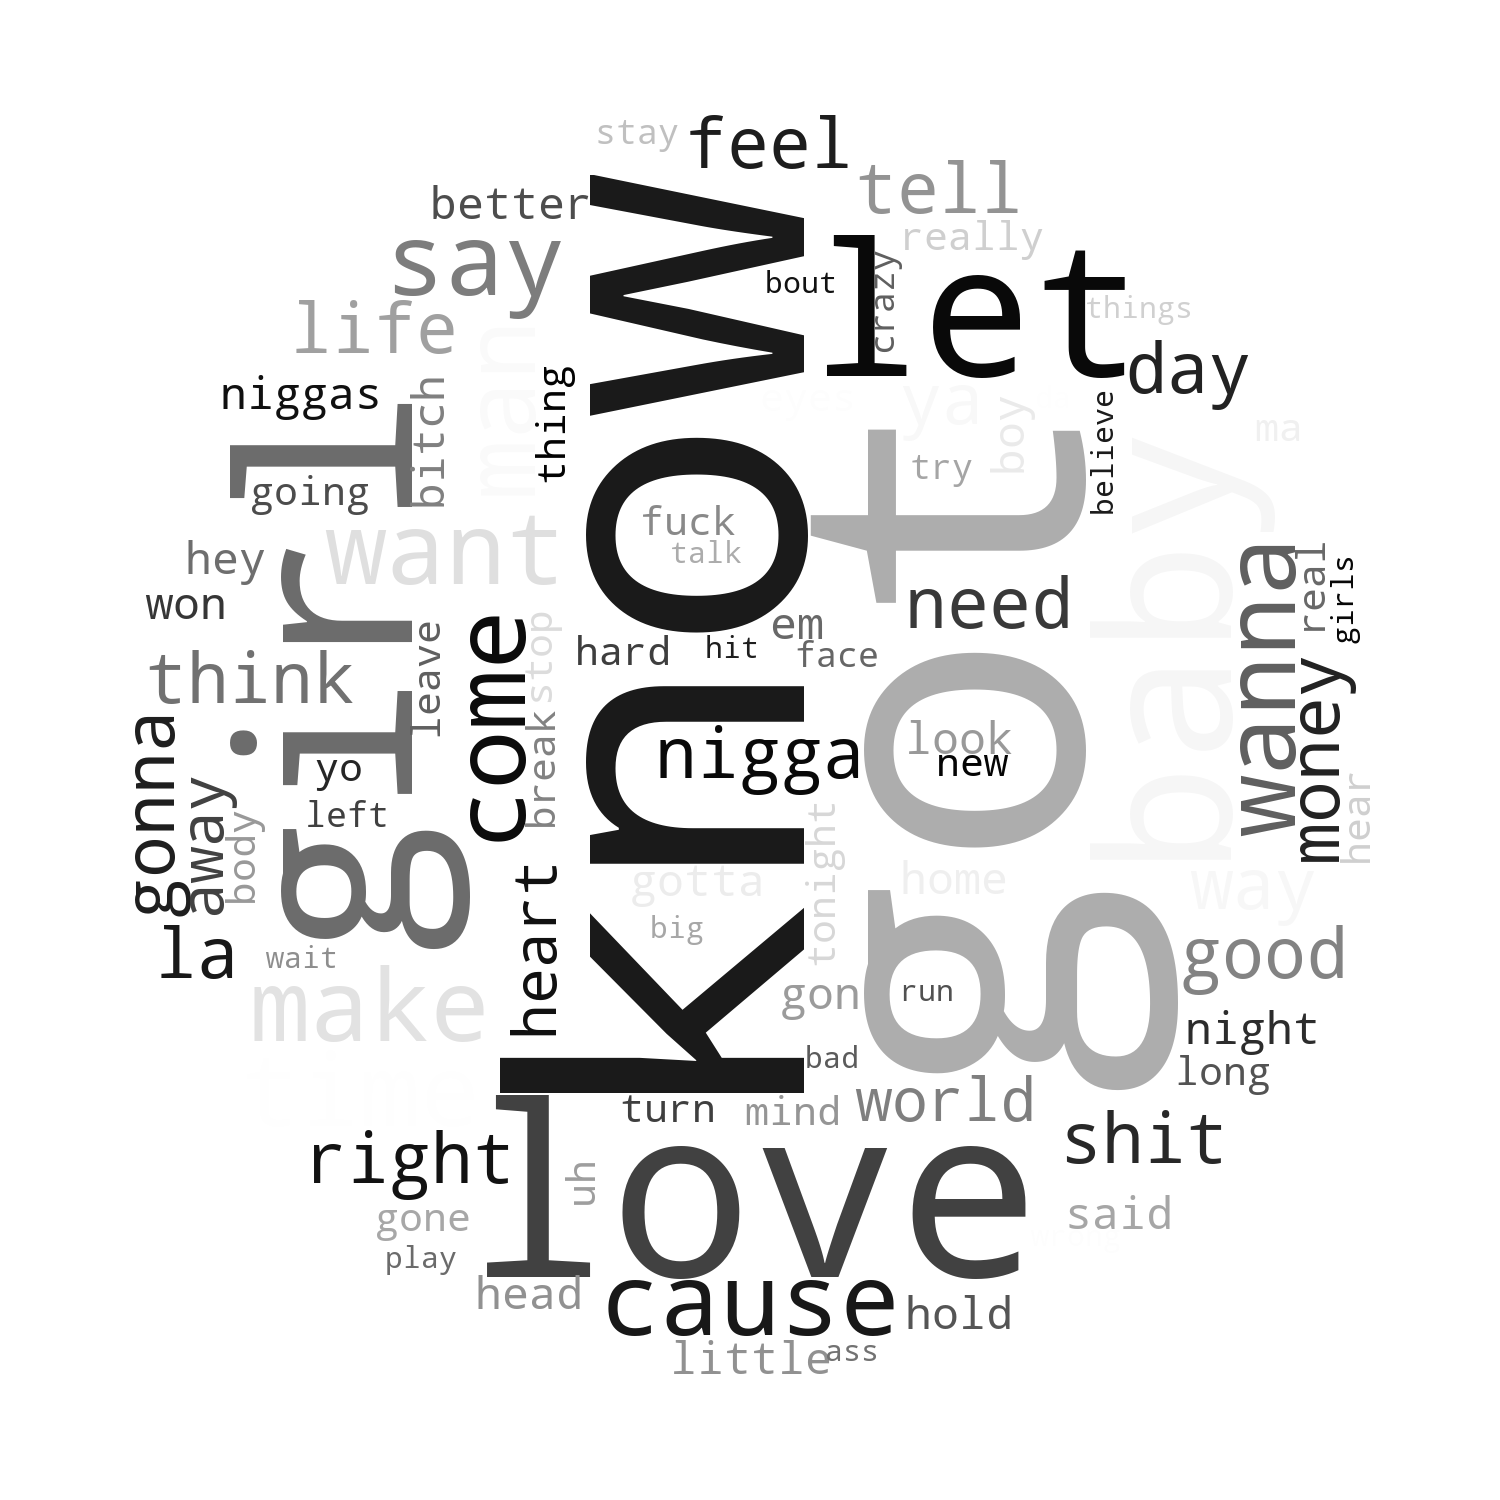 stay
feel
tell
better
really
say
let
bout
crazy
things
life
day
man
know
niggas
bitch
thing
eyes
ya
boy
believe
ma
girl
going
try
got
baby
fuck
talk
want
hey
won
need
wanna
real
girls
em
hard
hit
face
come
stop
leave
think
break
nigga
look
new
money
hear
gonna
away
body
yo
left
tonight
gotta
home
way
heart
big
la
wait
good
make
gon
run
night
time
bad
long
turn
mind
world
love
right
uh
shit
gone
said
play
head
cause
hold
little
ass